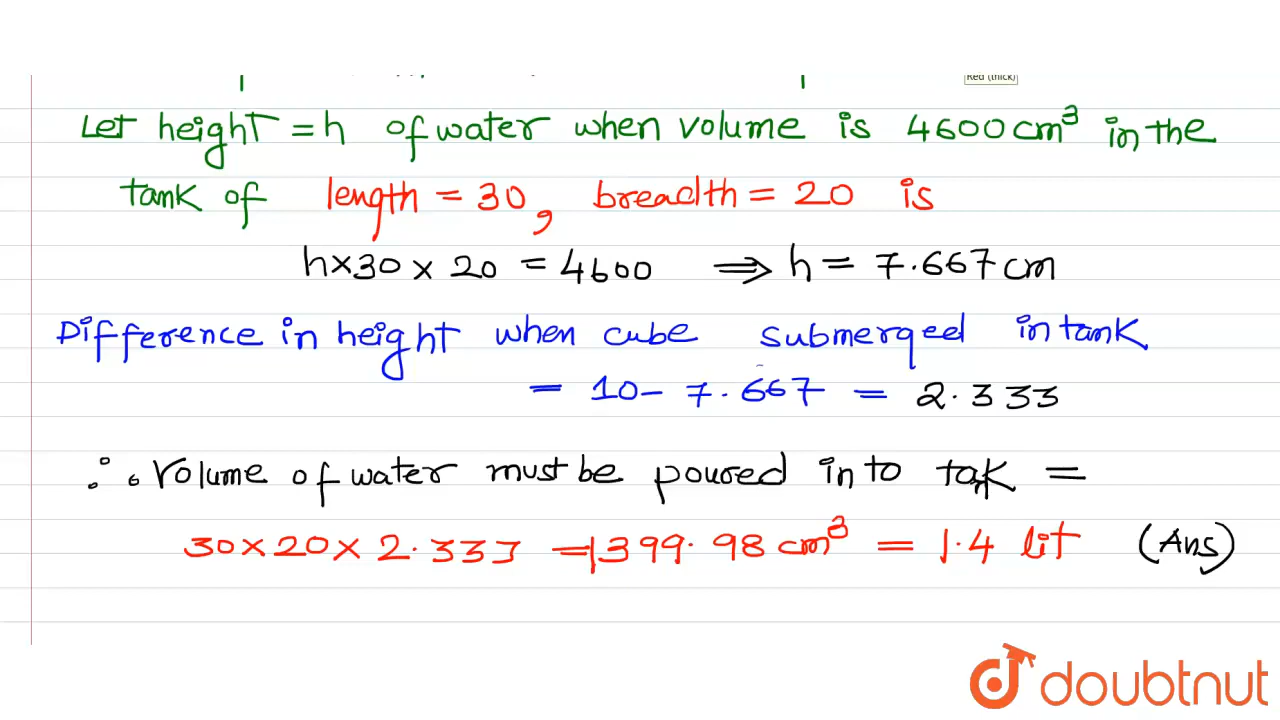 Red (thick)
Let height = h of water when volume is 4600 cm³ in the
tank of length = 30, breadth = 20 is
h×30 × 20 = 4600 ⟹ h = 7.667 cm
Difference in height when cube submerged in tank
= 10 - 7.667 = 2.333
∴ Volume of water must be poured in to tank =
30 × 20 × 2.333 = 1399.98 cm³ = 1.4 lit (Ans)
doubtnut